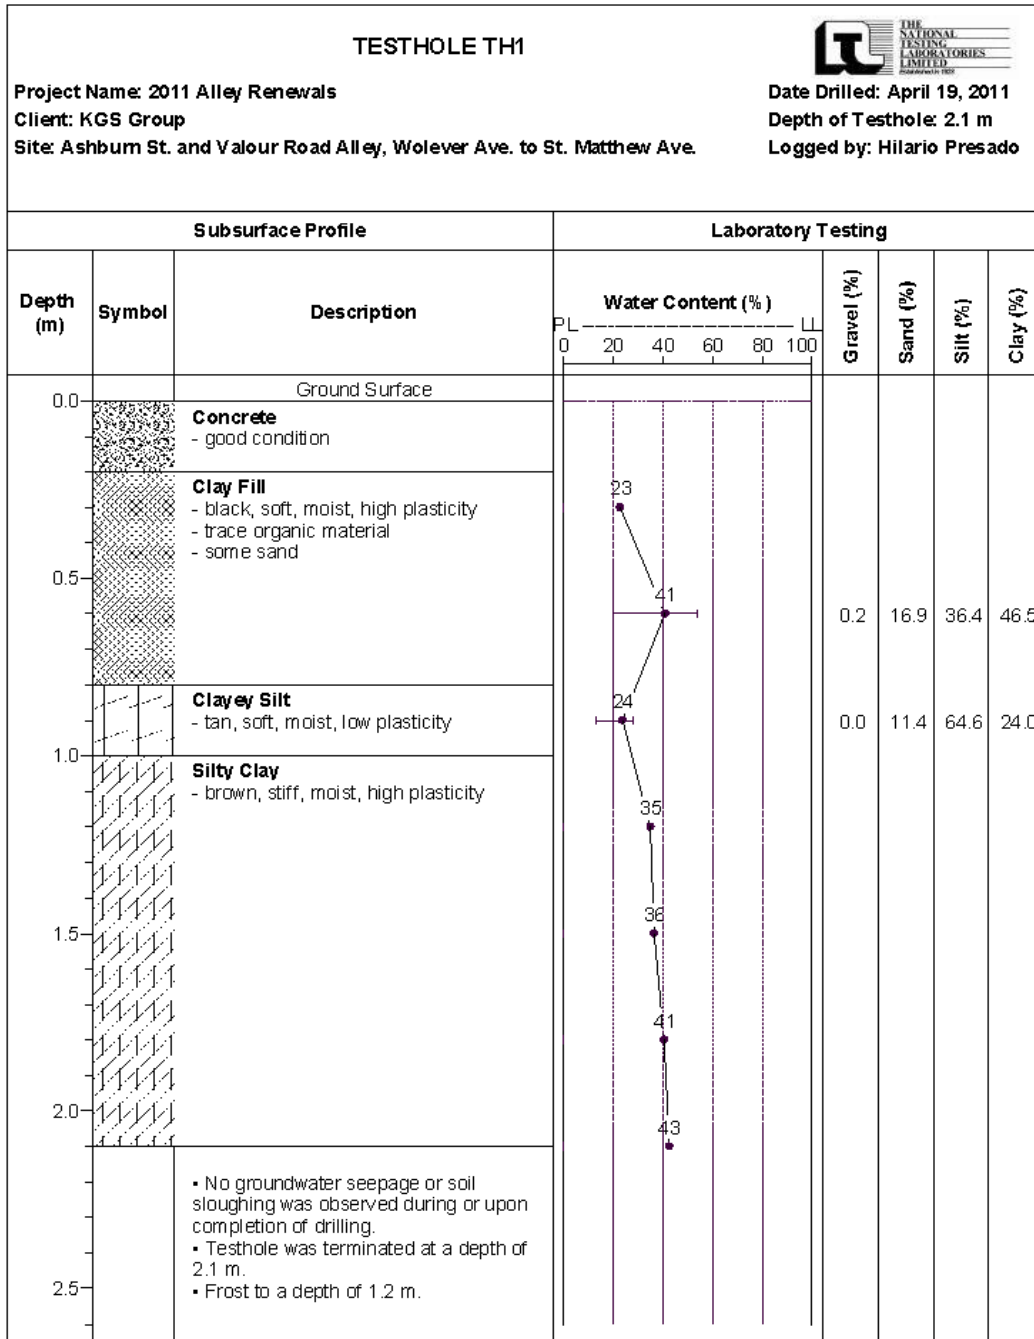 TESTHOLE TH1
THE
NATIONAL
TESTING
LABORATORIES
LIMITED
Established in 1923
Project Name: 2011 Alley Renewals
Date Drilled: April 19, 2011
Client: KGS Group
Depth of Testhole: 2.1 m
Site: Ashburn St. and Valour Road Alley, Wolever Ave. to St. Matthew Ave.
Logged by: Hilario Presado
Subsurface Profile
Laboratory Testing
Depth
(m)
Symbol
Description
Water Content (%)
PL LL
0 20 40 60 80 100
Gravel (%)
Sand (%)
Silt (%)
Clay (%)
Ground Surface
0.0
Concrete
- good condition
Clay Fill
- black, soft, moist, high plasticity
- trace organic material
- some sand
23
0.5
41
0.2 16.9 36.4 46.5
Clayey Silt
- tan, soft, moist, low plasticity
24
0.0 11.4 64.6 24.0
1.0
Silty Clay
- brown, stiff, moist, high plasticity
35
36
1.5
41
2.0
43
• No groundwater seepage or soil
sloughing was observed during or upon
completion of drilling.
• Testhole was terminated at a depth of
2.1 m.
• Frost to a depth of 1.2 m.
2.5